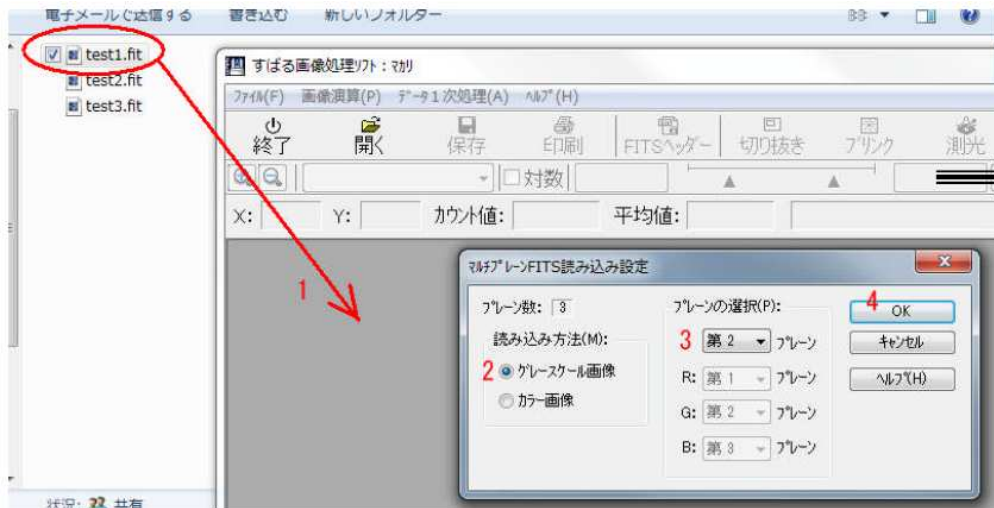 電子メールで送信する 書き込む 新しいフォルダー
test1.fit
test2.fit
test3.fit
すばる画像処理ソフト：マカリ
ファイル(F) 画像演算(P) データ１次処理(A) ヘルプ(H)
終了 開く 保存 印刷 FITSヘッダー 切り抜き ブリンク 測光
対数
X: Y: カウント値: 平均値:
1
マルチプレーンFITS読み込み設定
プレーン数: 3
読み込み方法(M):
2 グレースケール画像
カラー画像
プレーンの選択(P):
3 第 2 プレーン
R: 第 1 プレーン
G: 第 2 プレーン
B: 第 3 プレーン
4 OK
キャンセル
ヘルプ(H)
状況: 共有